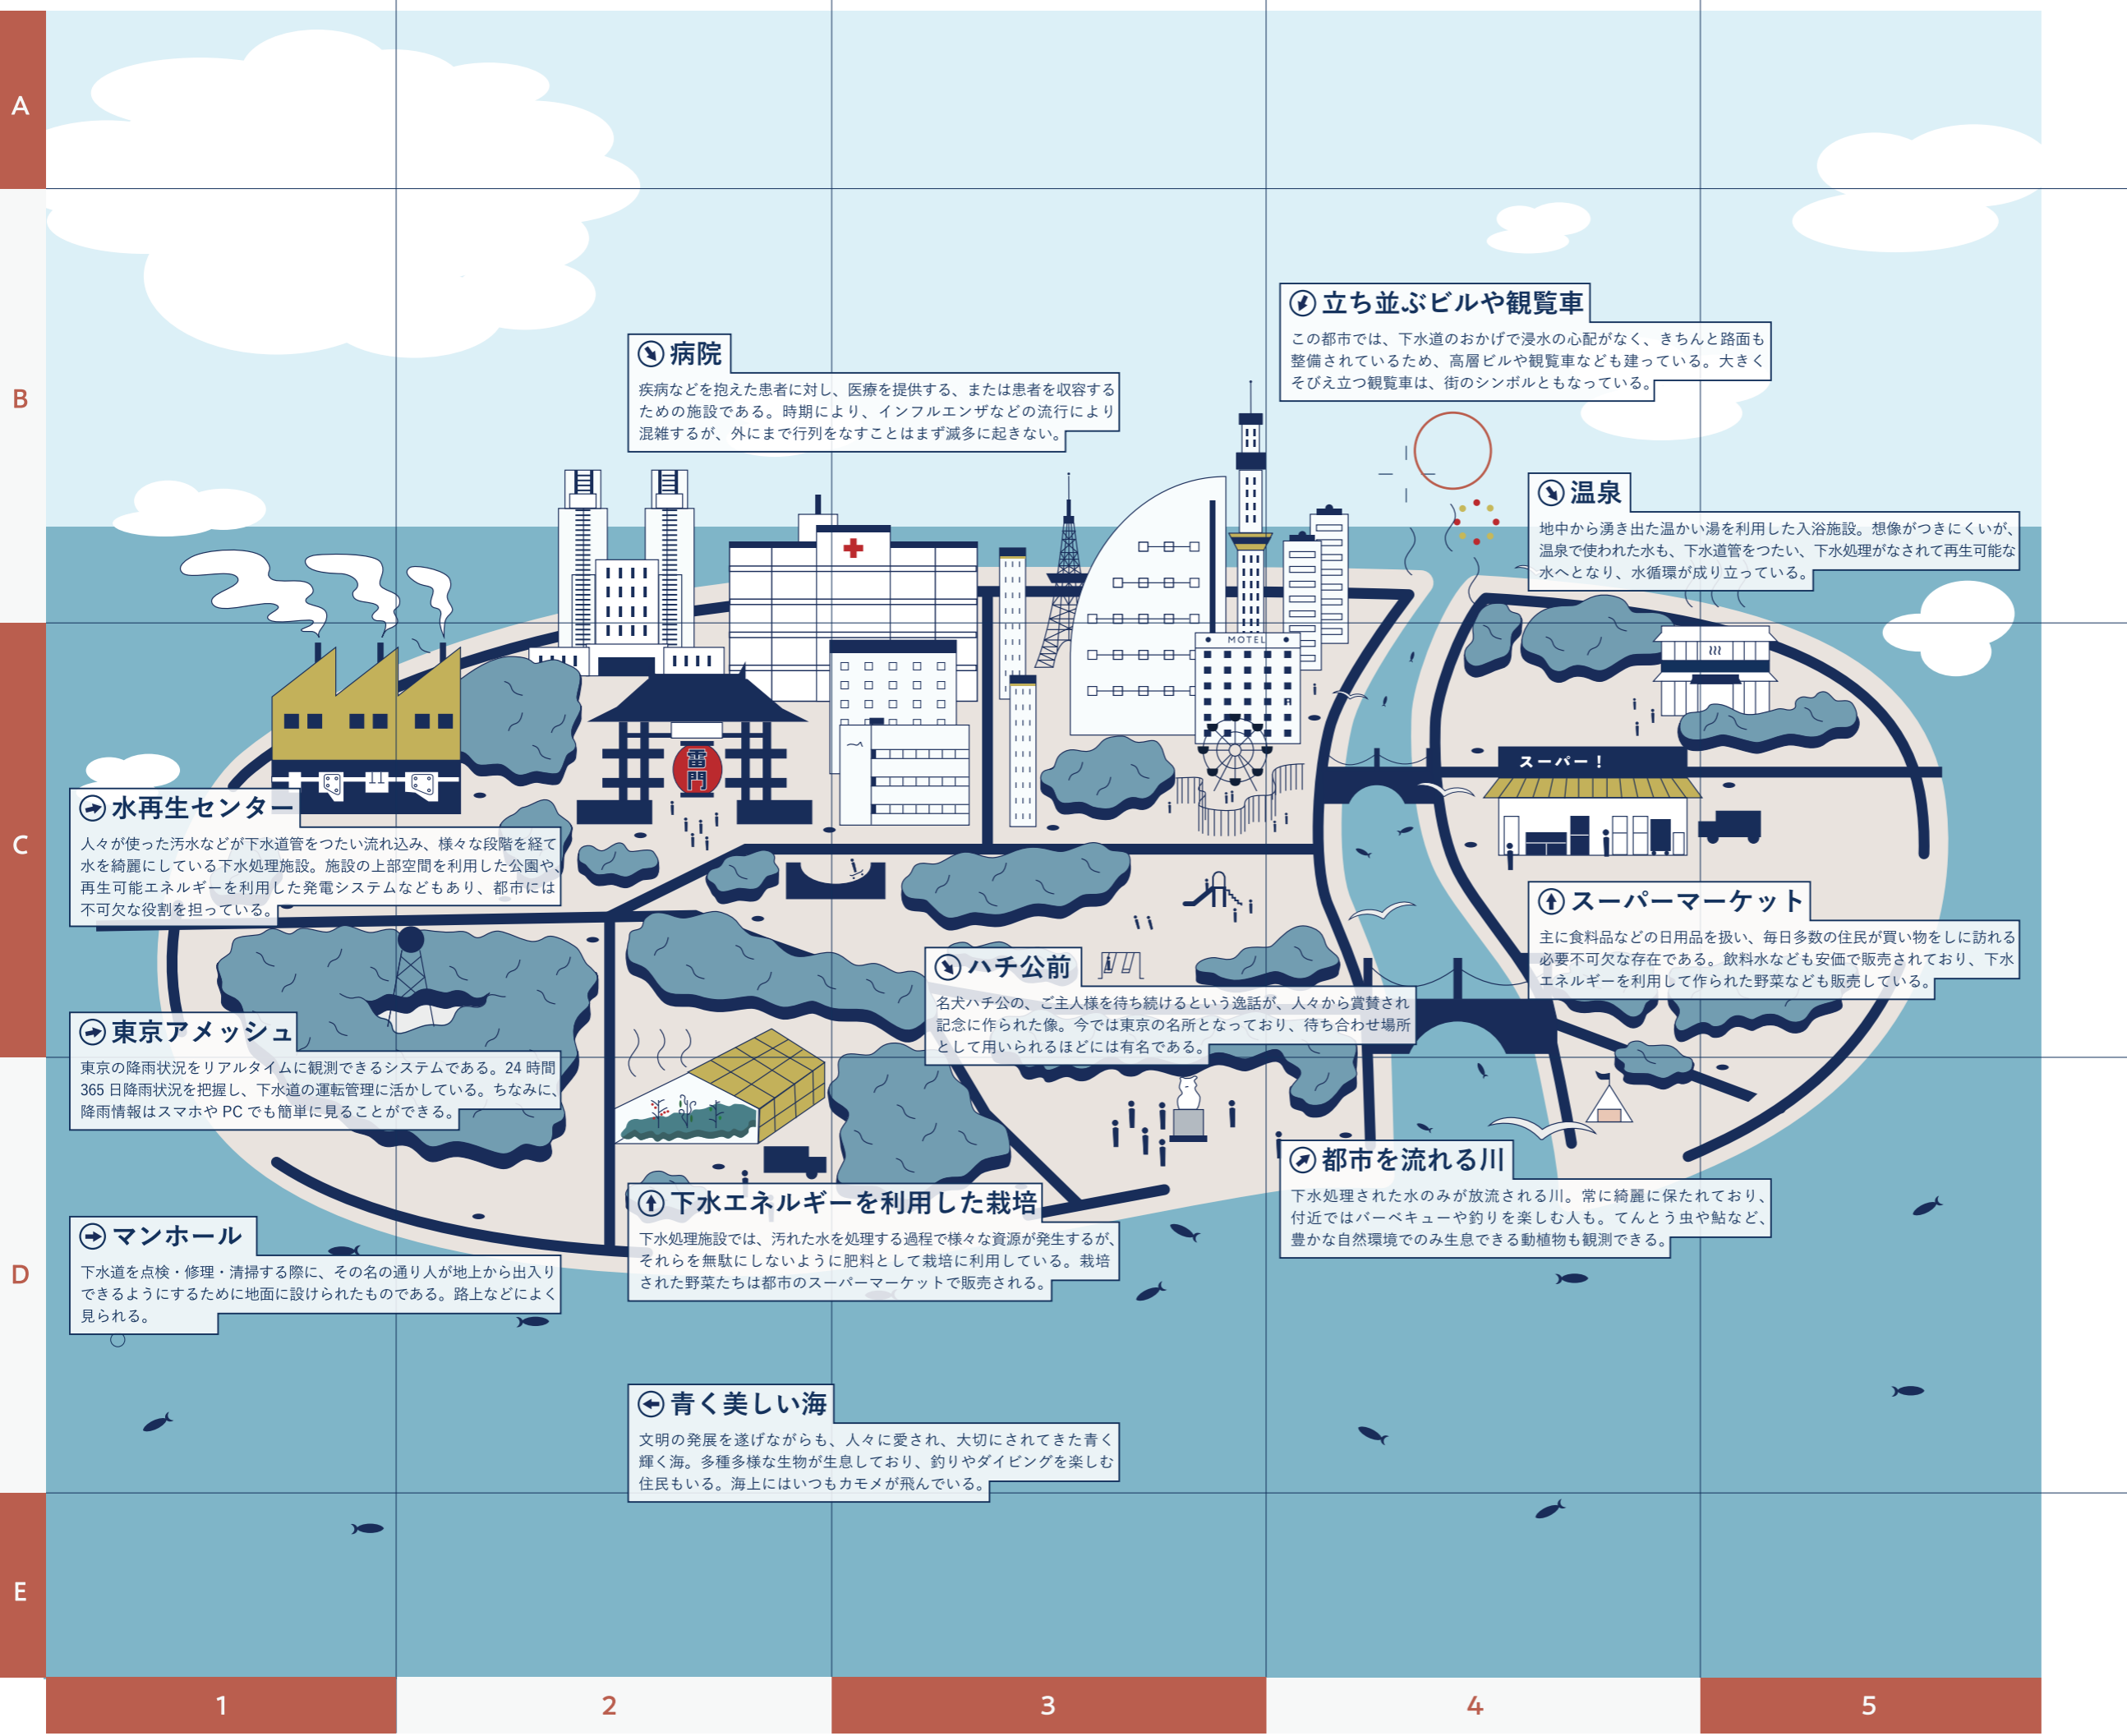 A
B
C
D
E
病院
疾病などを抱えた患者に対し、医療を提供する、または患者を収容する
ための施設である。時期により、インフルエンザなどの流行により
混雑するが、外にまで行列をなすことはまず滅多に起きない。
立ち並ぶビルや観覧車
この都市では、下水道のおかげで浸水の心配がなく、きちんと路面も
整備されているため、高層ビルや観覧車なども建っている。大きく
そびえ立つ観覧車は、街のシンボルともなっている。
温泉
地中から湧き出た温かい湯を利用した入浴施設。想像がつきにくいが、
温泉で使われた水も、下水道管をつたい、下水処理がなされて再生可能な
水へとなり、水循環が成り立っている。
MOTEL
雷門
スーパー！
水再生センター
人々が使った汚水などが下水道管をつたい流れ込み、様々な段階を経て
水を綺麗にしている下水処理施設。施設の上部空間を利用した公園や、
再生可能エネルギーを利用した発電システムなどもあり、都市には
不可欠な役割を担っている。
スーパーマーケット
主に食料品などの日用品を扱い、毎日多数の住民が買い物をしに訪れる
必要不可欠な存在である。飲料水なども安価で販売されており、下水
エネルギーを利用して作られた野菜なども販売している。
ハチ公前
名犬ハチ公の、ご主人様を待ち続けるという逸話が、人々から賞賛され
記念に作られた像。今では東京の名所となっており、待ち合わせ場所
として用いられるほどには有名である。
東京アメッシュ
東京の降雨状況をリアルタイムに観測できるシステムである。24 時間
365 日降雨状況を把握し、下水道の運転管理に活かしている。ちなみに、
降雨情報はスマホや PC でも簡単に見ることができる。
都市を流れる川
下水処理された水のみが放流される川。常に綺麗に保たれており、
付近ではバーベキューや釣りを楽しむ人も。てんとう虫や鮎など、
豊かな自然環境でのみ生息できる動植物も観測できる。
下水エネルギーを利用した栽培
下水処理施設では、汚れた水を処理する過程で様々な資源が発生するが、
それらを無駄にしないように肥料として栽培に利用している。栽培
された野菜たちは都市のスーパーマーケットで販売される。
マンホール
下水道を点検・修理・清掃する際に、その名の通り人が地上から出入り
できるようにするために地面に設けられたものである。路上などによく
見られる。
青く美しい海
文明の発展を遂げながらも、人々に愛され、大切にされてきた青く
輝く海。多種多様な生物が生息しており、釣りやダイビングを楽しむ
住民もいる。海上にはいつもカモメが飛んでいる。
1
2
3
4
5